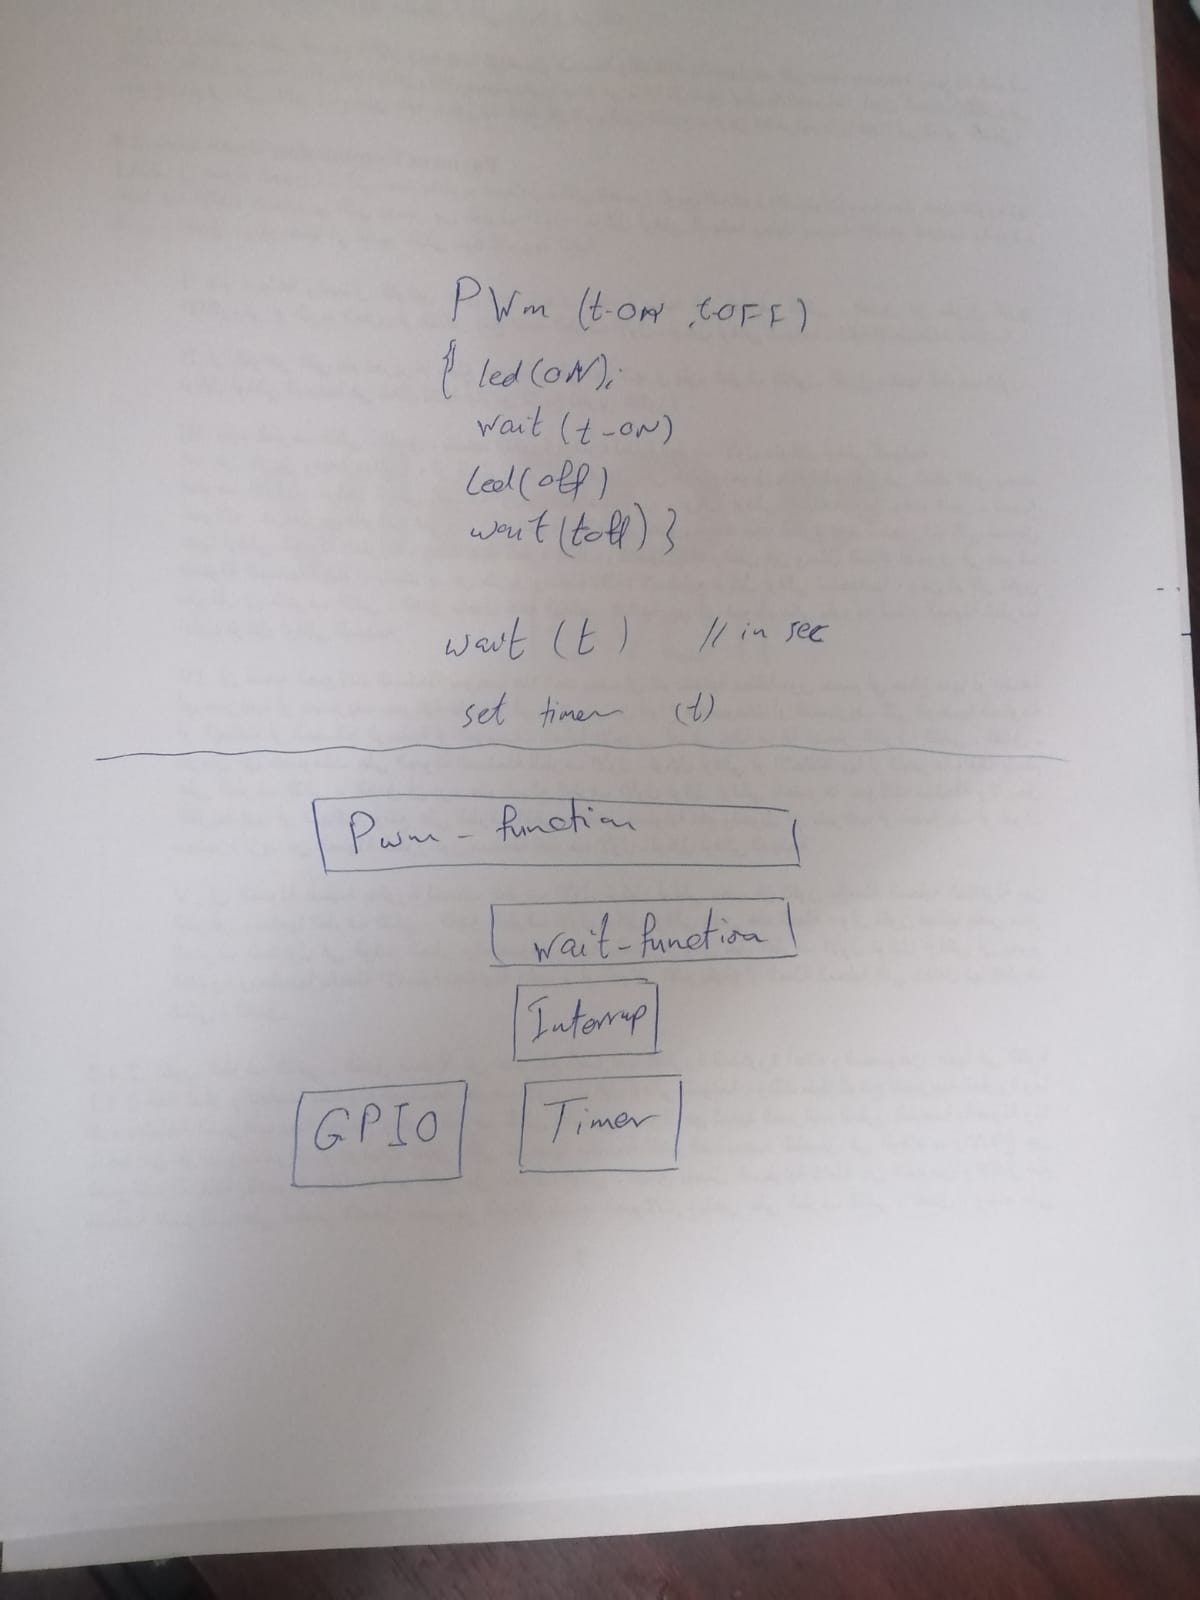 PWm (t-ON, t-OFF)
{ led(ON);
wait (t-ON)
led(off)
wait(toff) }
wait (t) // in sec
set timer (t)
Pwm - function
wait-function
Interrup
GPIO Timer